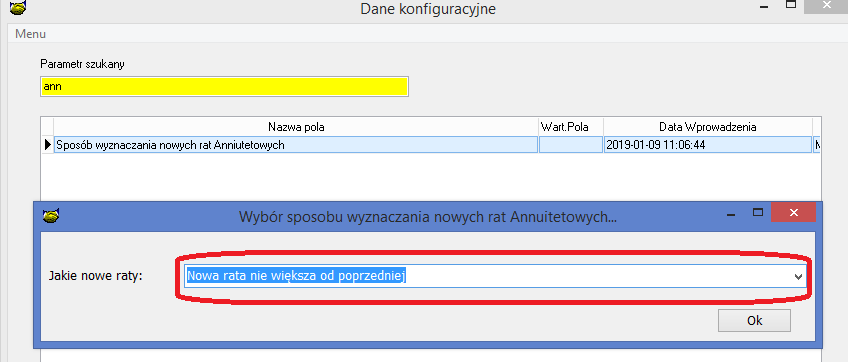 Dane konfiguracyjne
Menu
Parametr szukany
ann
Nazwa pola Wart.Pola Data Wprowadzenia
Sposób wyznaczania nowych rat Anniutetowych 2019-01-09 11:06:44
Wybór sposobu wyznaczania nowych rat Annuitetowych...
Jakie nowe raty: Nowa rata nie większa od poprzedniej
Ok